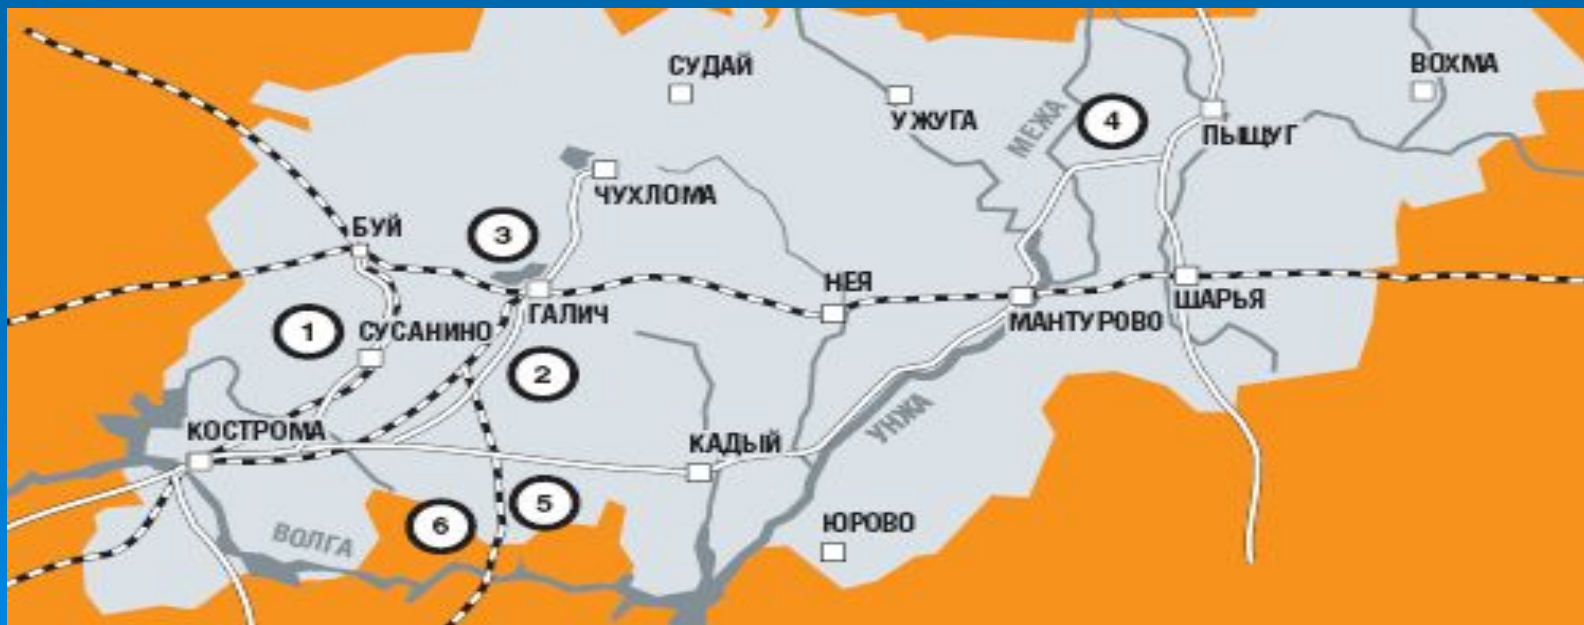 СУДАЙ
ВОХМА
УЖУГА
МЕЖА
4
ПЫЩУГ
ЧУХЛОМА
БУЙ
3
НЕЯ
ГАЛИЧ
ШАРЬЯ
МАНТУРОВО
1
СУСАНИНО
2
УНЖА
КОСТРОМА
КАДЫЙ
5
6
ЮРОВО
ВОЛГА